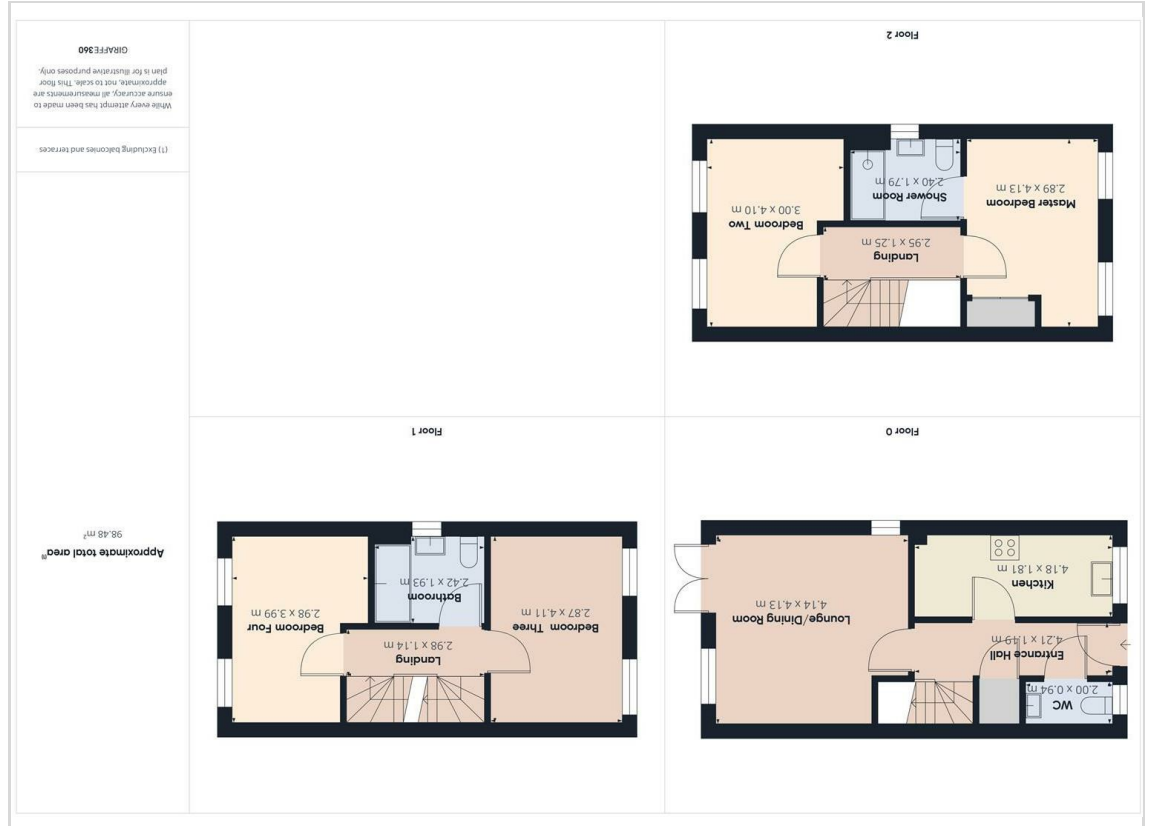 WC
2.00 x 0.94 m
Entrance Hall
4.21 x 1.49 m
Kitchen
4.18 x 1.81 m
Lounge/Dining Room
4.14 x 4.13 m
Floor 0
Bedroom Three
2.87 x 4.11 m
Landing
2.98 x 1.14 m
Bathroom
2.42 x 1.93 m
Bedroom Four
2.98 x 3.99 m
Floor 1
Master Bedroom
2.89 x 4.13 m
Landing
2.95 x 1.25 m
Shower Room
2.40 x 1.79 m
Bedroom Two
3.00 x 4.10 m
Floor 2
Approximate total area⁽¹⁾
98.48 m²
(1) Excluding balconies and terraces
While every attempt has been made to
ensure accuracy, all measurements are
approximate, not to scale. This floor
plan is for illustrative purposes only.
GIRAFFE360